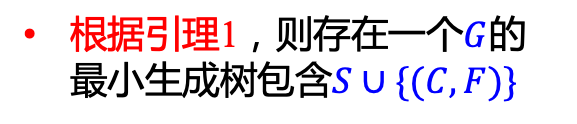 • 根据引理1，则存在一个G的
最小生成树包含S ∪ {(C, F)}